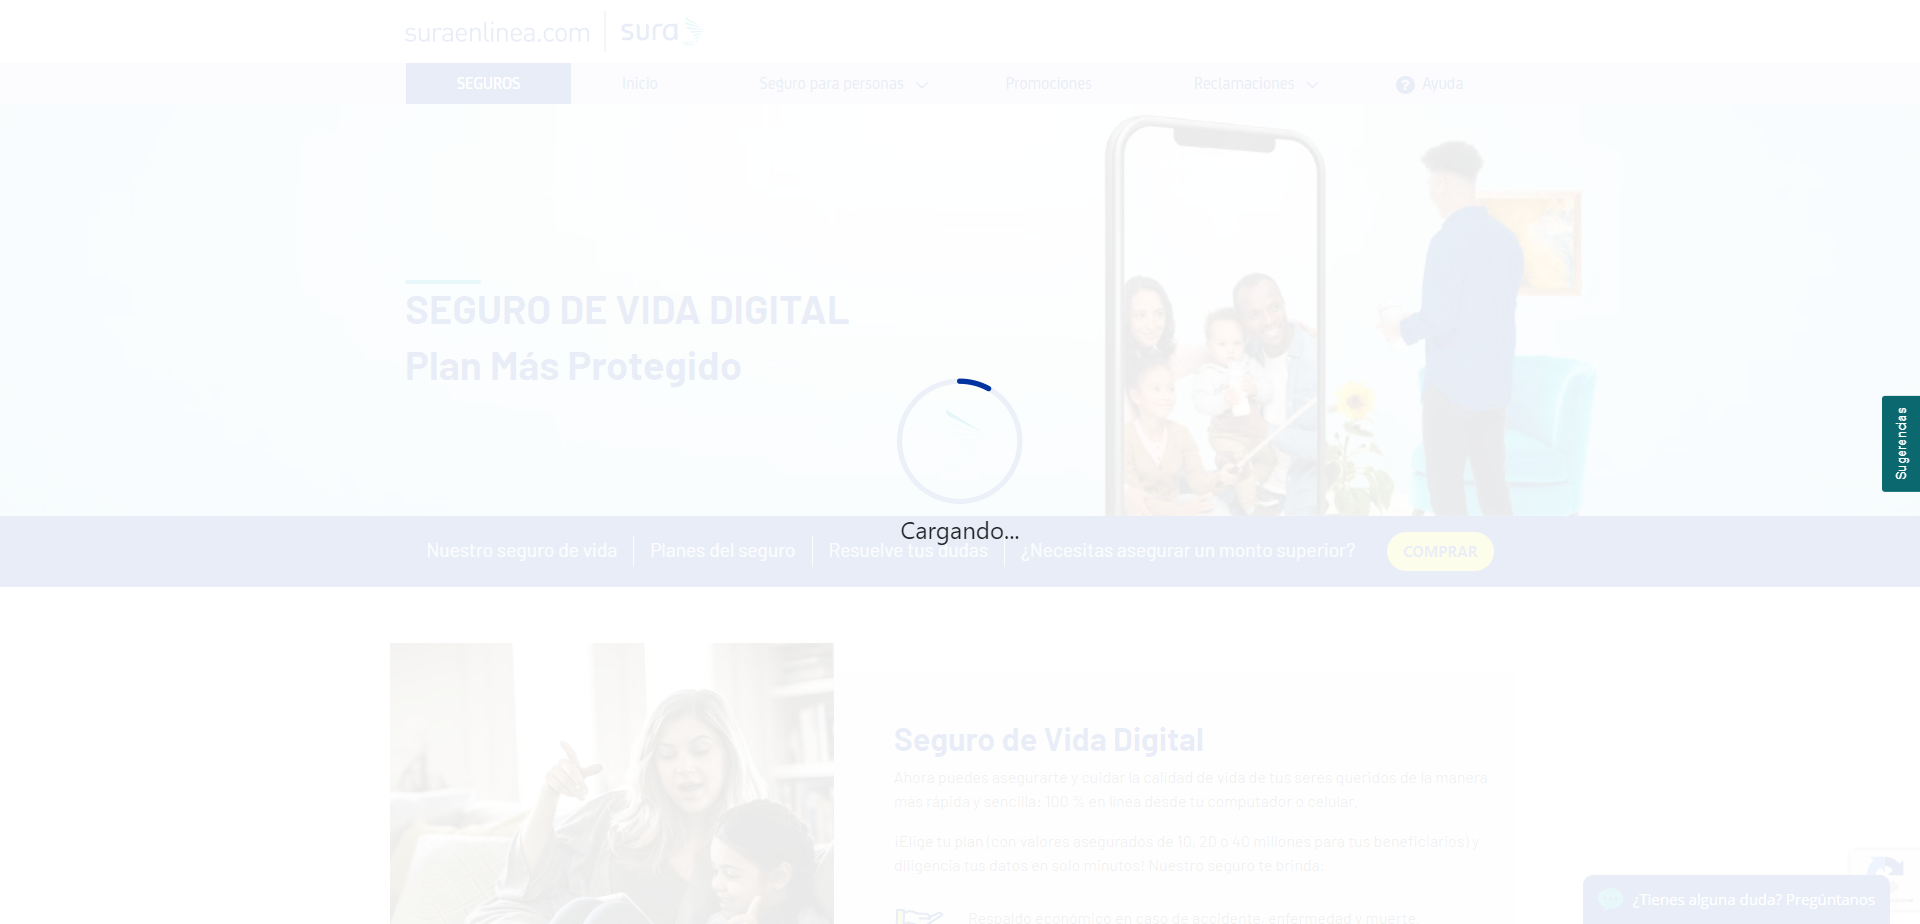 suraenlinea.com
sura
SEGUROS
Inicio
Seguro para personas
Promociones
Reclamaciones
Ayuda
SEGURO DE VIDA DIGITAL
Plan Más Protegido
Sugerencias
Cargando...
Nuestro seguro de vida
Planes del seguro
Resuelve tus dudas
¿Necesitas asegurar un monto superior?
COMPRAR
Seguro de Vida Digital
Ahora puedes asegurarte y cuidar la calidad de vida de tus seres queridos de la manera
más rápida y sencilla: 100 % en línea desde tu computador o celular.
¡Elige tu plan (con valores asegurados de 10, 20 o 40 millones para tus beneficiarios) y
diligencia tus datos en solo minutos! Nuestro seguro te brinda:
Respaldo económico en caso de accidente, enfermedad y muerte.
¿Tienes alguna duda? Pregúntanos